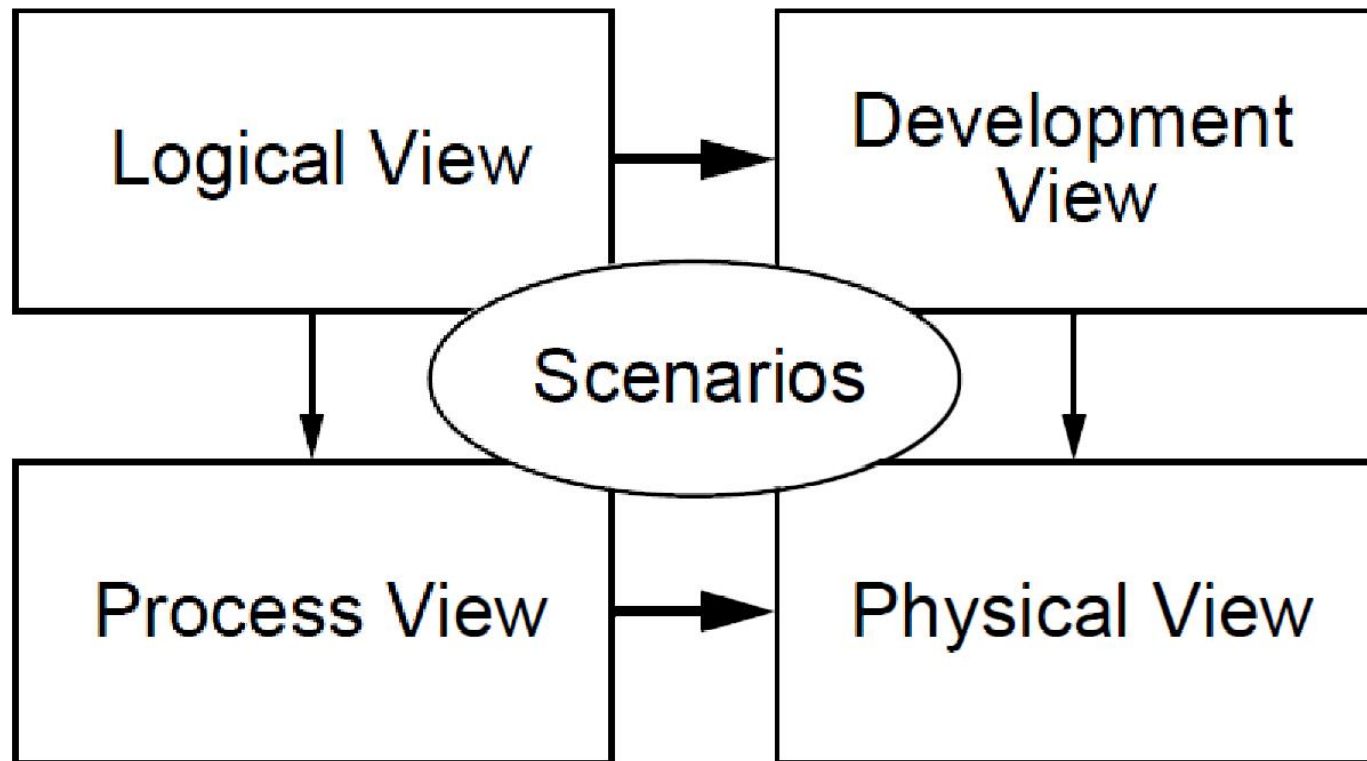 Logical View
Development
View
Scenarios
Process View
Physical View